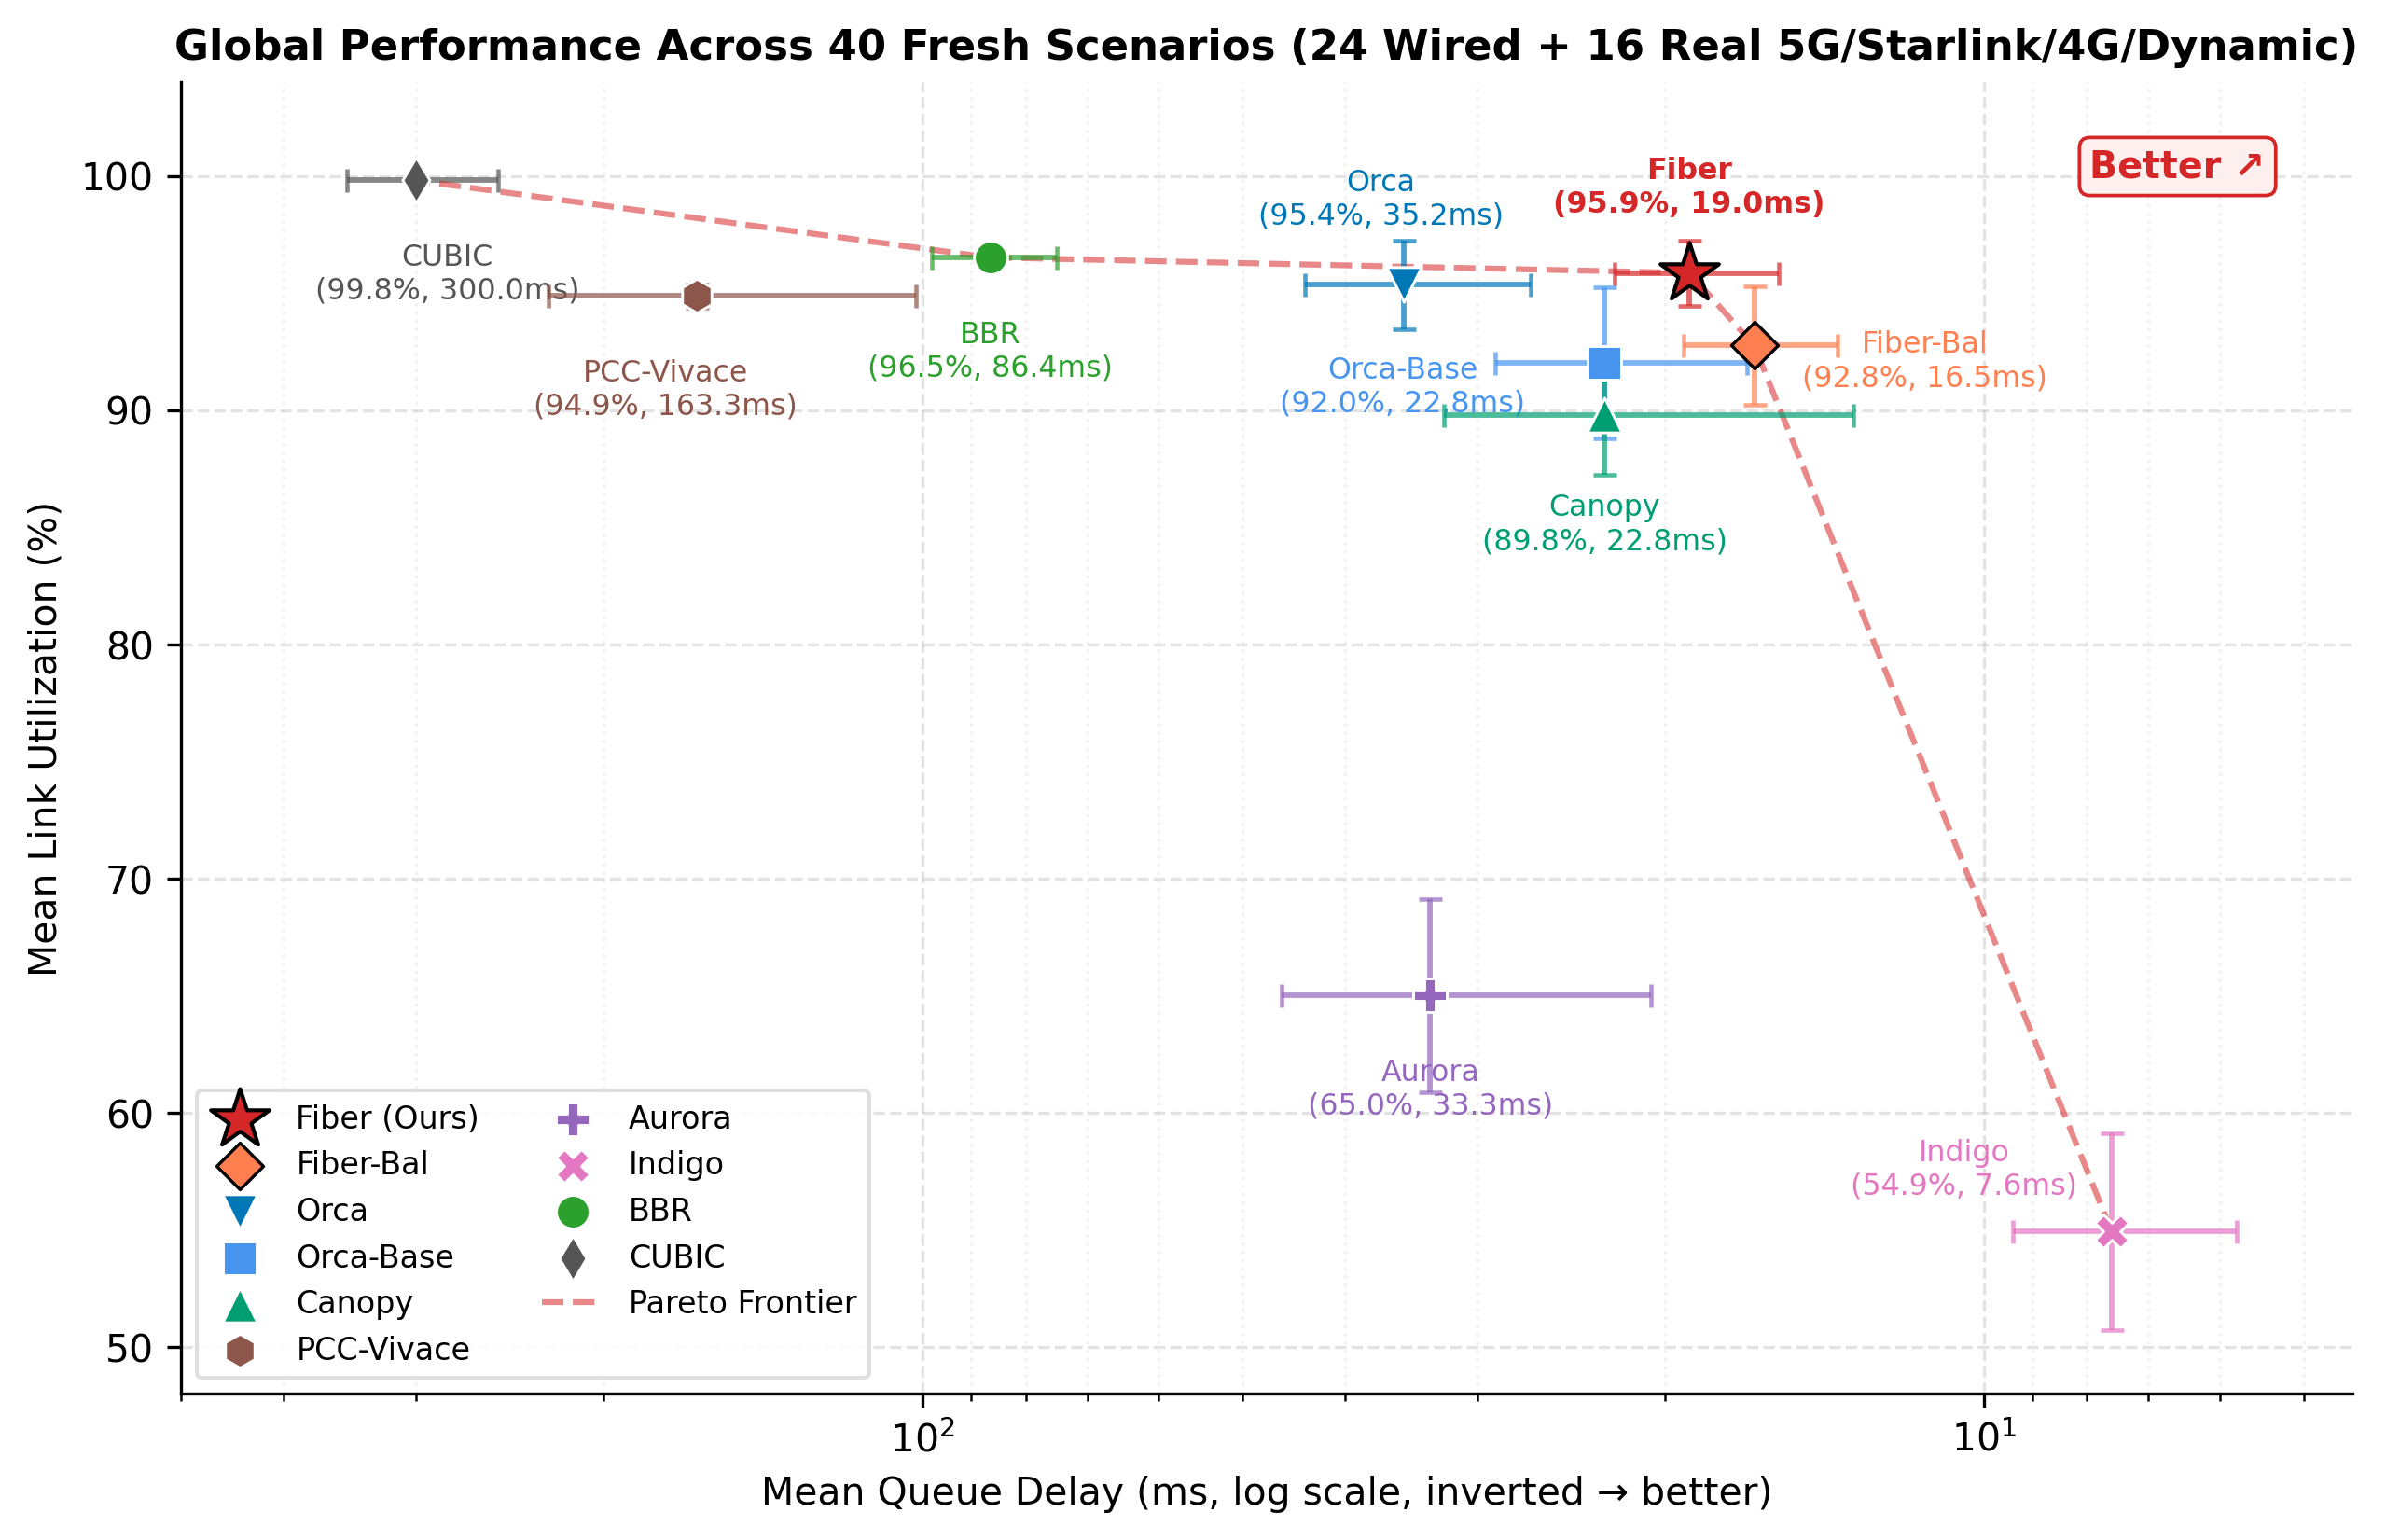 Global Performance Across 40 Fresh Scenarios (24 Wired + 16 Real 5G/Starlink/4G/Dynamic)
Better ↗
Fiber
(95.9%, 19.0ms)
Orca
(95.4%, 35.2ms)
CUBIC
(99.8%, 300.0ms)
BBR
(96.5%, 86.4ms)
PCC-Vivace
(94.9%, 163.3ms)
Orca-Base
(92.0%, 22.8ms)
Fiber-Bal
(92.8%, 16.5ms)
Canopy
(89.8%, 22.8ms)
Aurora
(65.0%, 33.3ms)
Indigo
(54.9%, 7.6ms)
Mean Link Utilization (%)
100
90
80
70
60
50
Fiber (Ours)
Fiber-Bal
Orca
Orca-Base
Canopy
PCC-Vivace
Aurora
Indigo
BBR
CUBIC
Pareto Frontier
10²
10¹
Mean Queue Delay (ms, log scale, inverted → better)